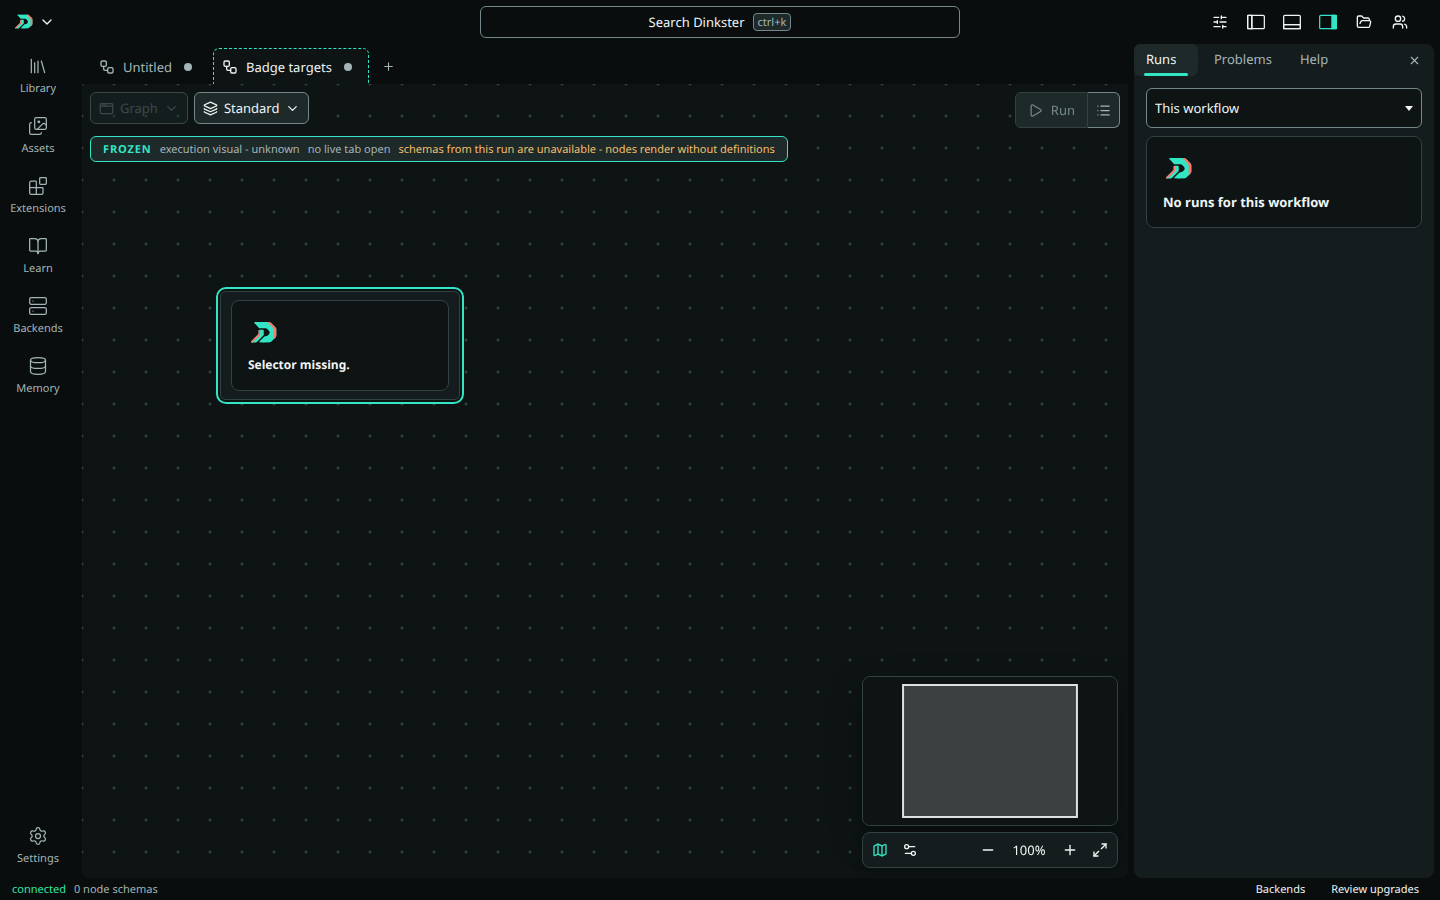 Search Dinkster ctrl+k
Untitled
Badge targets
Runs
Problems
Help
Library
Assets
Extensions
Learn
Backends
Memory
Settings
Graph
Standard
Run
This workflow
FROZEN execution visual - unknown no live tab open schemas from this run are unavailable - nodes render without definitions
No runs for this workflow
Selector missing.
100%
connected 0 node schemas
Backends
Review upgrades